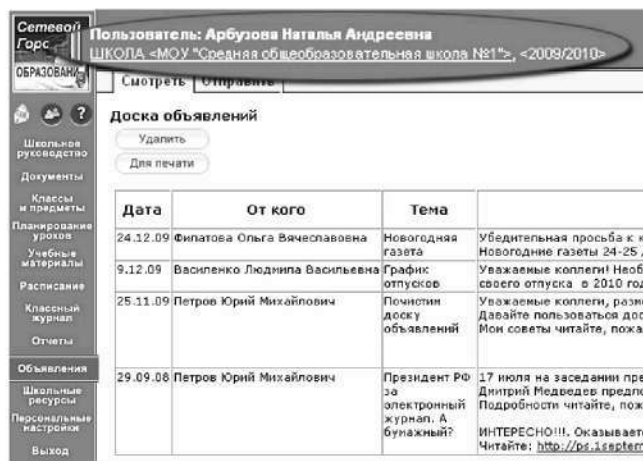 Сетевой
Город
ОБРАЗОВАНИ
Пользователь: Арбузова Наталья Андреевна
ШКОЛА <МОУ "Средняя общеобразовательная школа №1">, <2009/2010>
Смотреть Отправить
?
Школьное
руководство
Документы
Классы
и предметы
Планирование
уроков
Учебные
материалы
Расписание
Классный
журнал
Отчеты
Объявления
Школьные
ресурсы
Персональные
настройки
Выход
Доска объявлений
Удалить
Для печати
Дата От кого Тема
24.12.09 Филатова Ольга Вячеславовна Новогодняя
газета
Убедительная просьба к к
Новогодние газеты 24-25
9.12.09 Василенко Людмила Васильевна График
отпусков
Уважаемые коллеги! Необ
своего отпуска в 2010 год
25.11.09 Петров Юрий Михайлович Почистим
доску
объявлений
Уважаемые коллеги, разм
Давайте пользоваться дос
Мои советы читайте, пожа
29.09.08 Петров Юрий Михайлович Президент РФ
за
электронный
журнал. А
бумажный?
17 июля на заседании пре
Дмитрий Медведев предло
Подробности читайте, пож
ИНТЕРЕСНО!!!. Оказывает
Читайте: http://ps.1septem